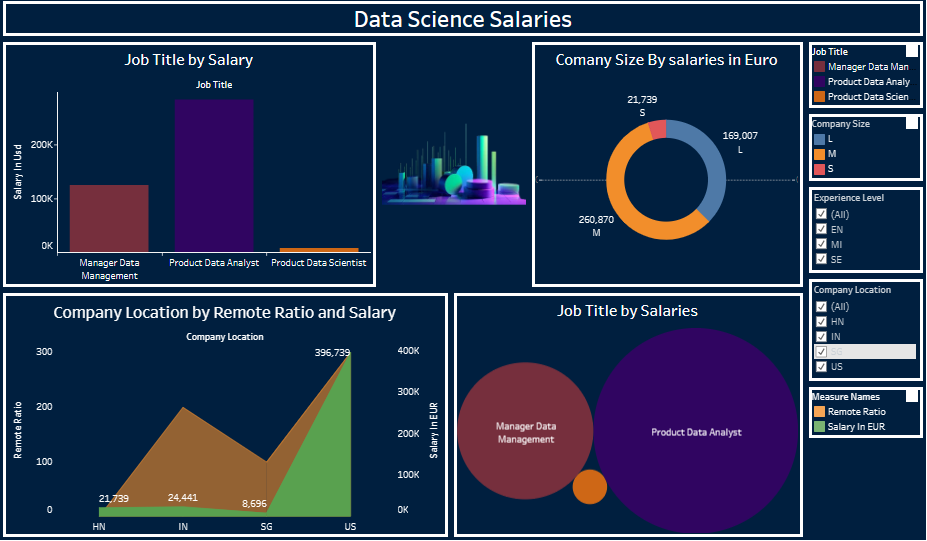 Data Science Salaries
Job Title by Salary
Job Title
Salary In Usd
200K
100K
0K
Manager Data
Management
Product Data Analyst
Product Data Scientist
Comany Size By salaries in Euro
21,739
S
169,007
L
260,870
M
Job Title
Manager Data Man
Product Data Analy
Product Data Scien
Company Size
L
M
S
Experience Level
(All)
EN
MI
SE
Company Location
(All)
HN
IN
SG
US
Measure Names
Remote Ratio
Salary In EUR
Company Location by Remote Ratio and Salary
Company Location
Remote Ratio
300
200
100
0
21,739
24,441
8,696
396,739
HN
IN
SG
US
400K
300K
200K
100K
0K
Salary In EUR
Job Title by Salaries
Manager Data
Management
Product Data Analyst